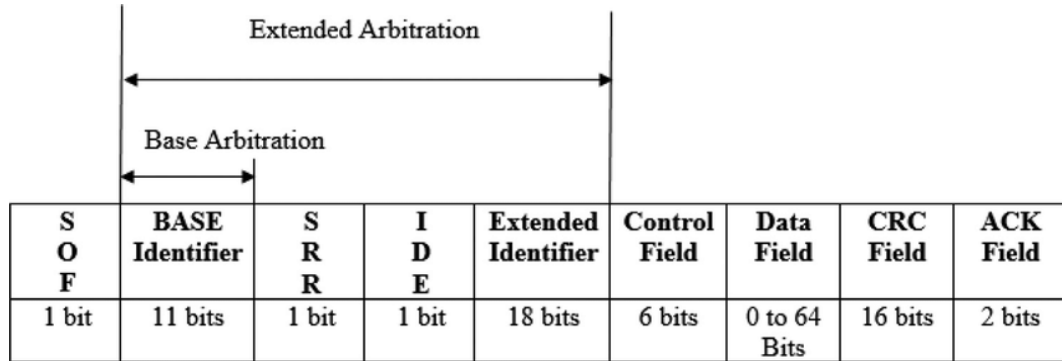 Extended Arbitration
Base Arbitration
S O F BASE Identifier S R R I D E Extended Identifier Control Field Data Field CRC Field ACK Field
1 bit 11 bits 1 bit 1 bit 18 bits 6 bits 0 to 64 Bits 16 bits 2 bits